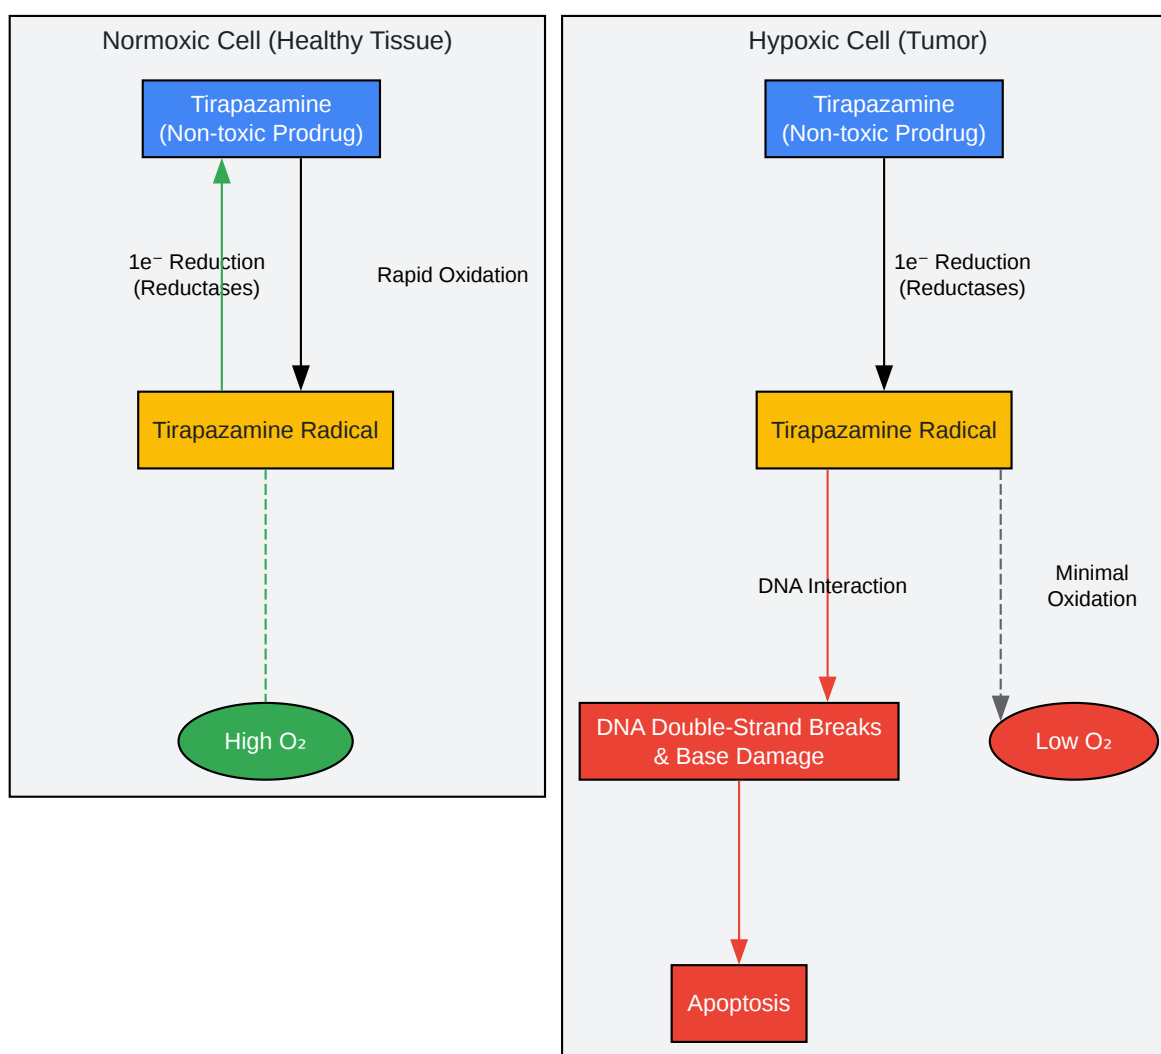 Normoxic Cell (Healthy Tissue)
Tirapazamine
(Non-toxic Prodrug)
1e⁻ Reduction
(Reductases)
Rapid Oxidation
Tirapazamine Radical
High O₂
Hypoxic Cell (Tumor)
Tirapazamine
(Non-toxic Prodrug)
1e⁻ Reduction
(Reductases)
Tirapazamine Radical
DNA Interaction
Minimal
Oxidation
DNA Double-Strand Breaks
& Base Damage
Low O₂
Apoptosis